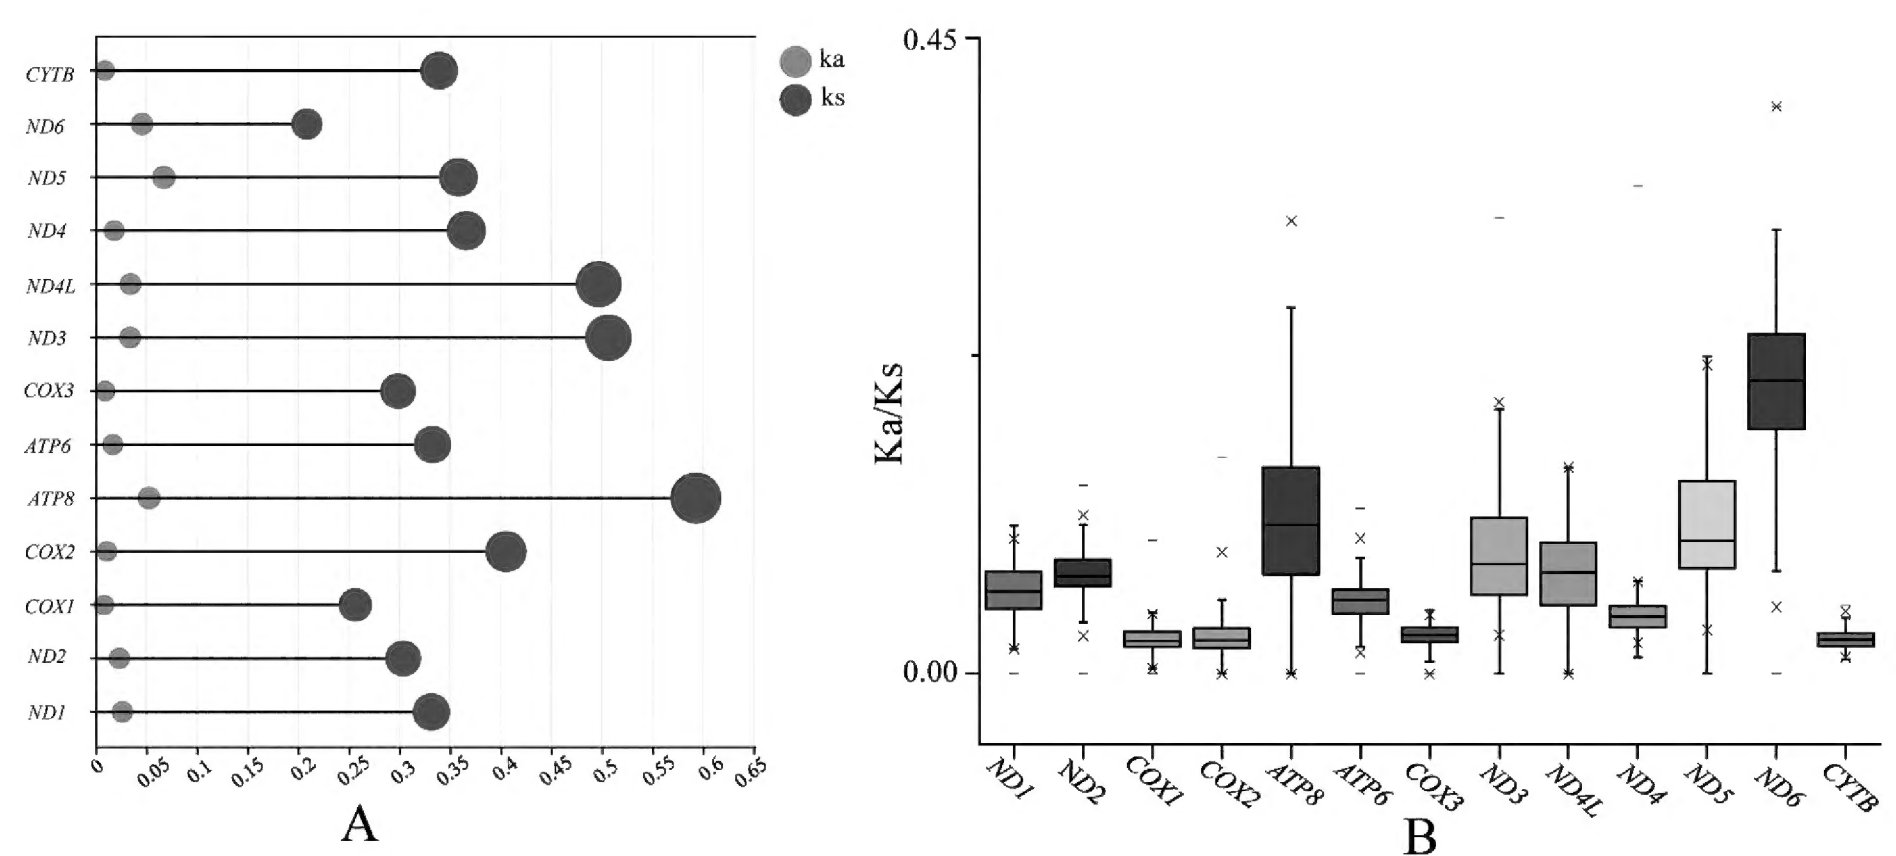 CYTB
ND6
ND5
ND4
ND4L
ND3
COX3
ATP6
ATP8
COX2
COX1
ND2
ND1
0 0.05 0.1 0.15 0.2 0.25 0.3 0.35 0.4 0.45 0.5 0.55 0.6 0.65
ka
ks
A
0.45
Ka/Ks
0.00
ND1 ND2 COX1 COX2 ATP8 ATP6 COX3 ND3 ND4L ND4 ND5 ND6 CYTB
B